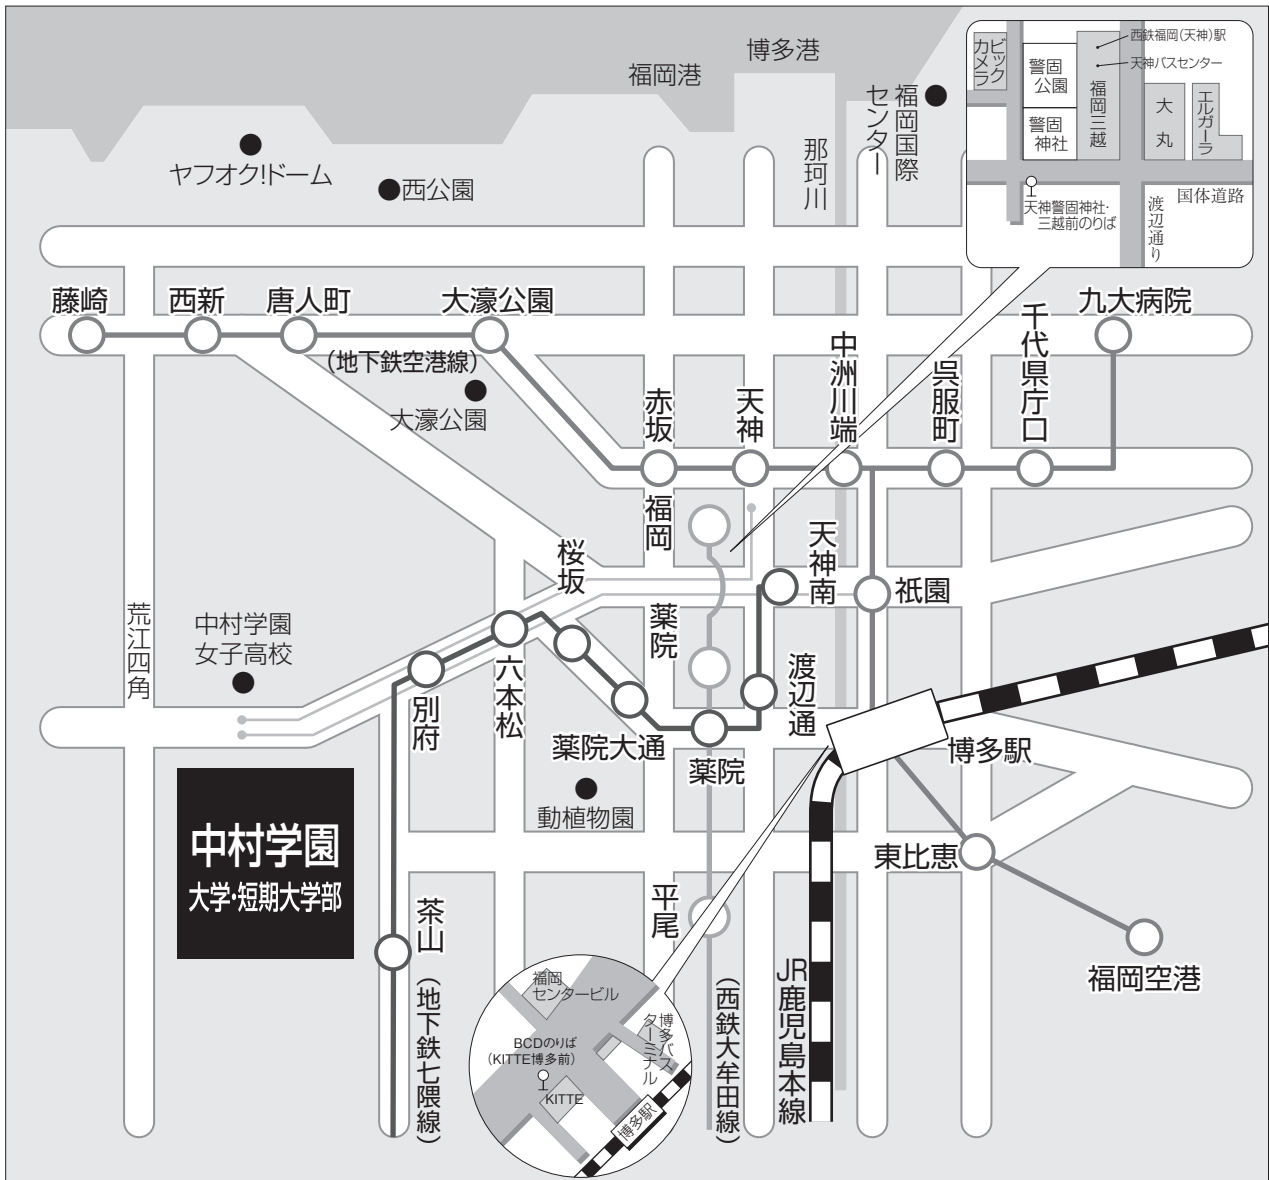 博多港
福岡港
福岡国際
センター
那珂川
ヤフオク!ドーム
西公園
ビック
カメラ
警固
公園
警固
神社
福岡三越
西鉄福岡(天神)駅
天神バスセンター
大丸
エルガーラ
国体道路
渡辺通り
天神警固神社・
三越前のりば
藤崎
西新
唐人町
大濠公園
(地下鉄空港線)
大濠公園
赤坂
天神
中洲川端
呉服町
千代県庁口
九大病院
福岡
天神南
祇園
桜坂
薬院
渡辺通
荒江四角
中村学園
女子高校
別府
六本松
薬院大通
薬院
博多駅
動植物園
東比恵
福岡空港
中村学園
大学・短期大学部
茶山
(地下鉄七隈線)
平尾
(西鉄大牟田線)
JR鹿児島本線
福岡
センタービル
博多バス
ターミナル
BCDのりば
(KITTE博多前)
KITTE
博多駅